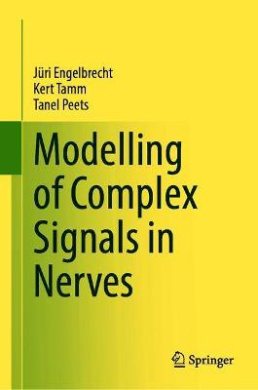 Jüri Engelbrecht
Kert Tamm
Tanel Peets
Modelling
of Complex
Signals in
Nerves
Springer